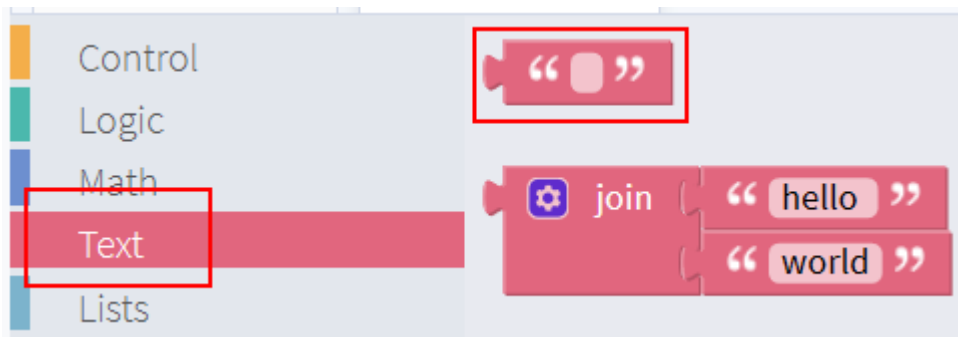 Control
Logic
Math
Text
Lists
“ ”
join “ hello ”
“ world ”